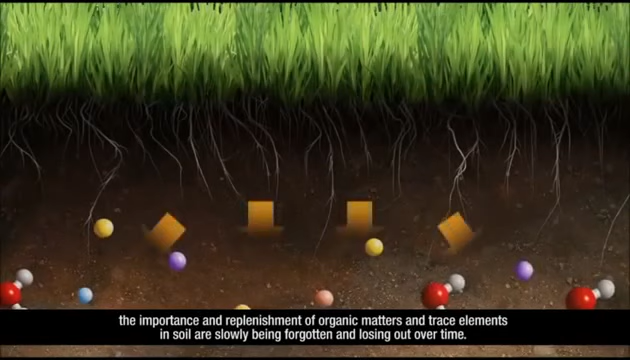 the importance and replenishment of organic matters and trace elements
in soil are slowly being forgotten and losing out over time.